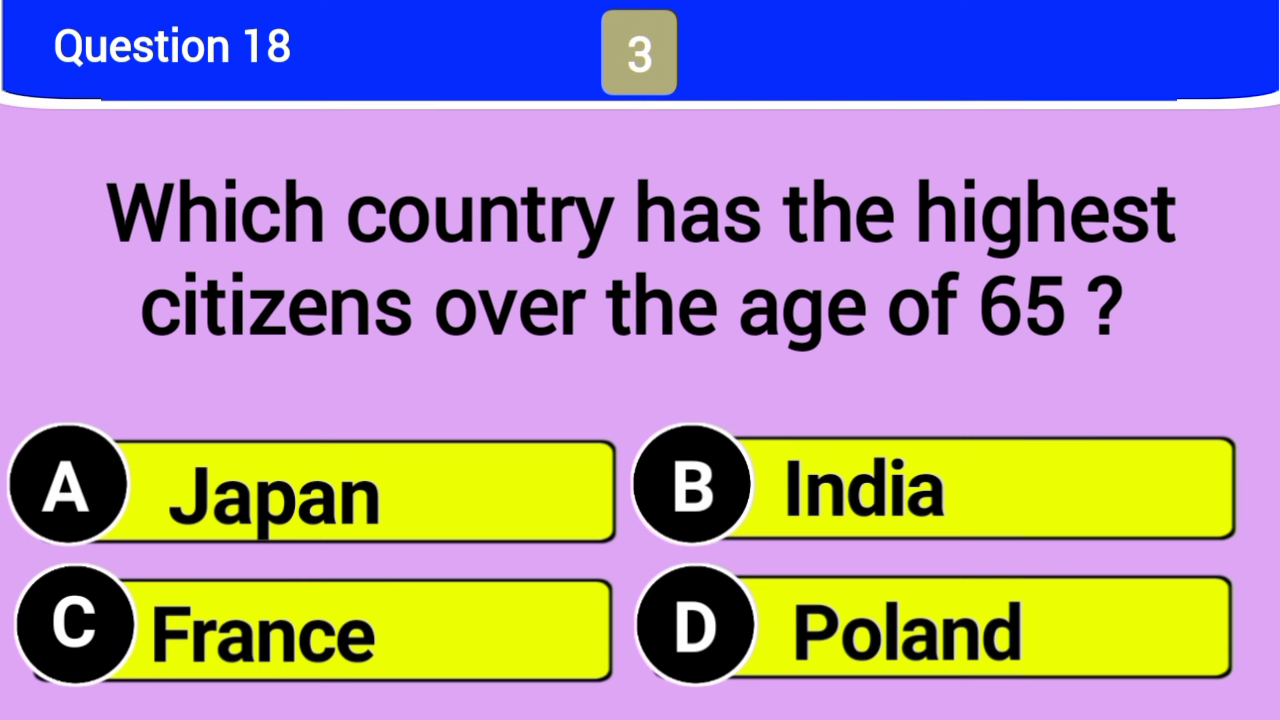 Question 18
3
Which country has the highest
citizens over the age of 65 ?
A Japan
B India
C France
D Poland